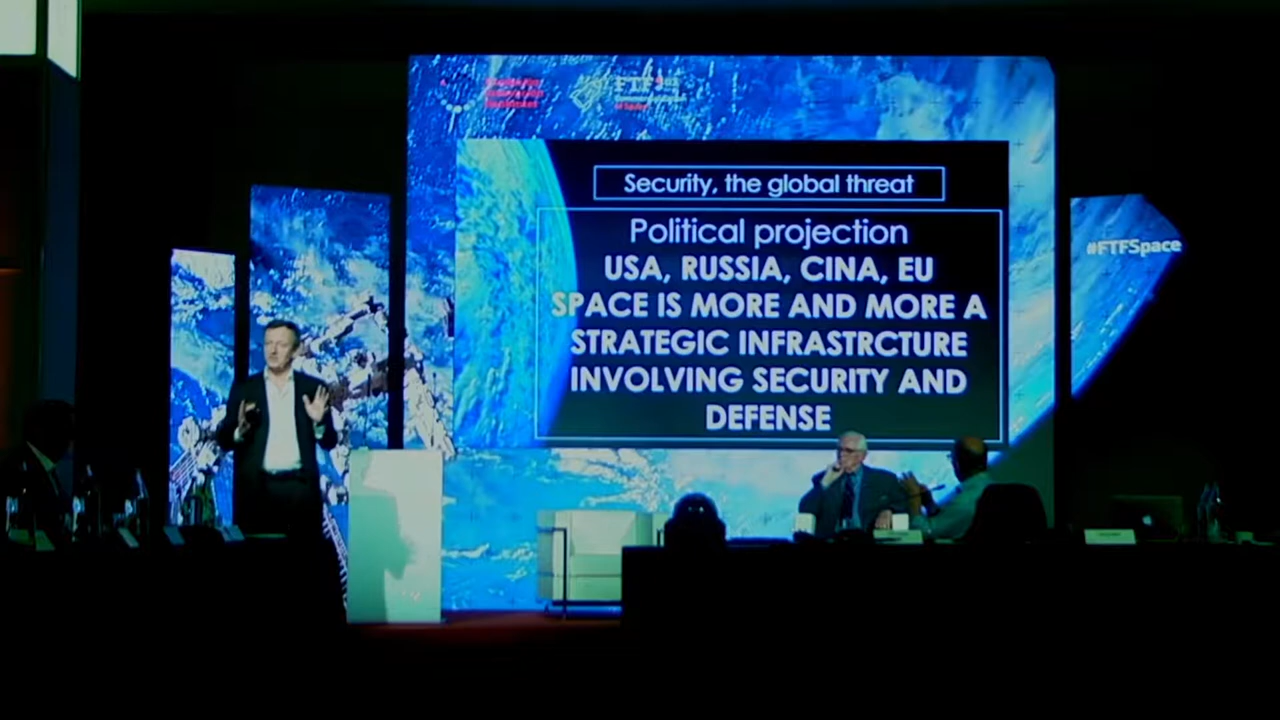 FTF
Security, the global threat
Political projection
USA, RUSSIA, CINA, EU
SPACE IS MORE AND MORE A
STRATEGIC INFRASTRCTURE
INVOLVING SECURITY AND
DEFENSE
#FTFSpace